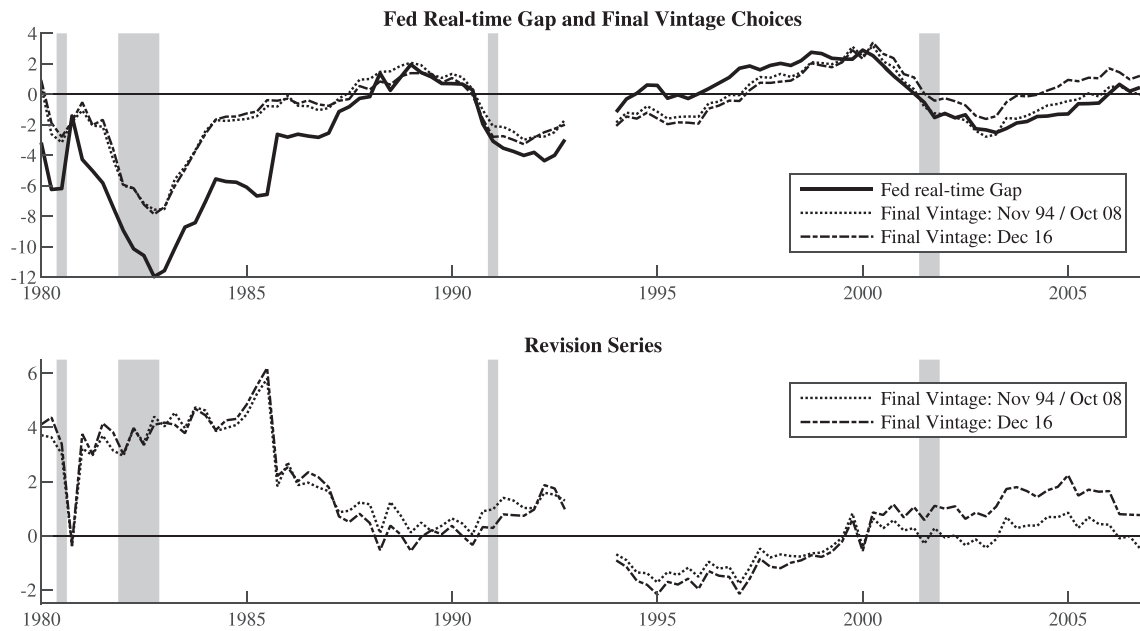 Fed Real-time Gap and Final Vintage Choices
4
2
0
-2
-4
-6
-8
-10
-12
Fed real-time Gap
Final Vintage: Nov 94 / Oct 08
Final Vintage: Dec 16
1980 1985 1990 1995 2000 2005
Revision Series
6
4
2
0
-2
Final Vintage: Nov 94 / Oct 08
Final Vintage: Dec 16
1980 1985 1990 1995 2000 2005